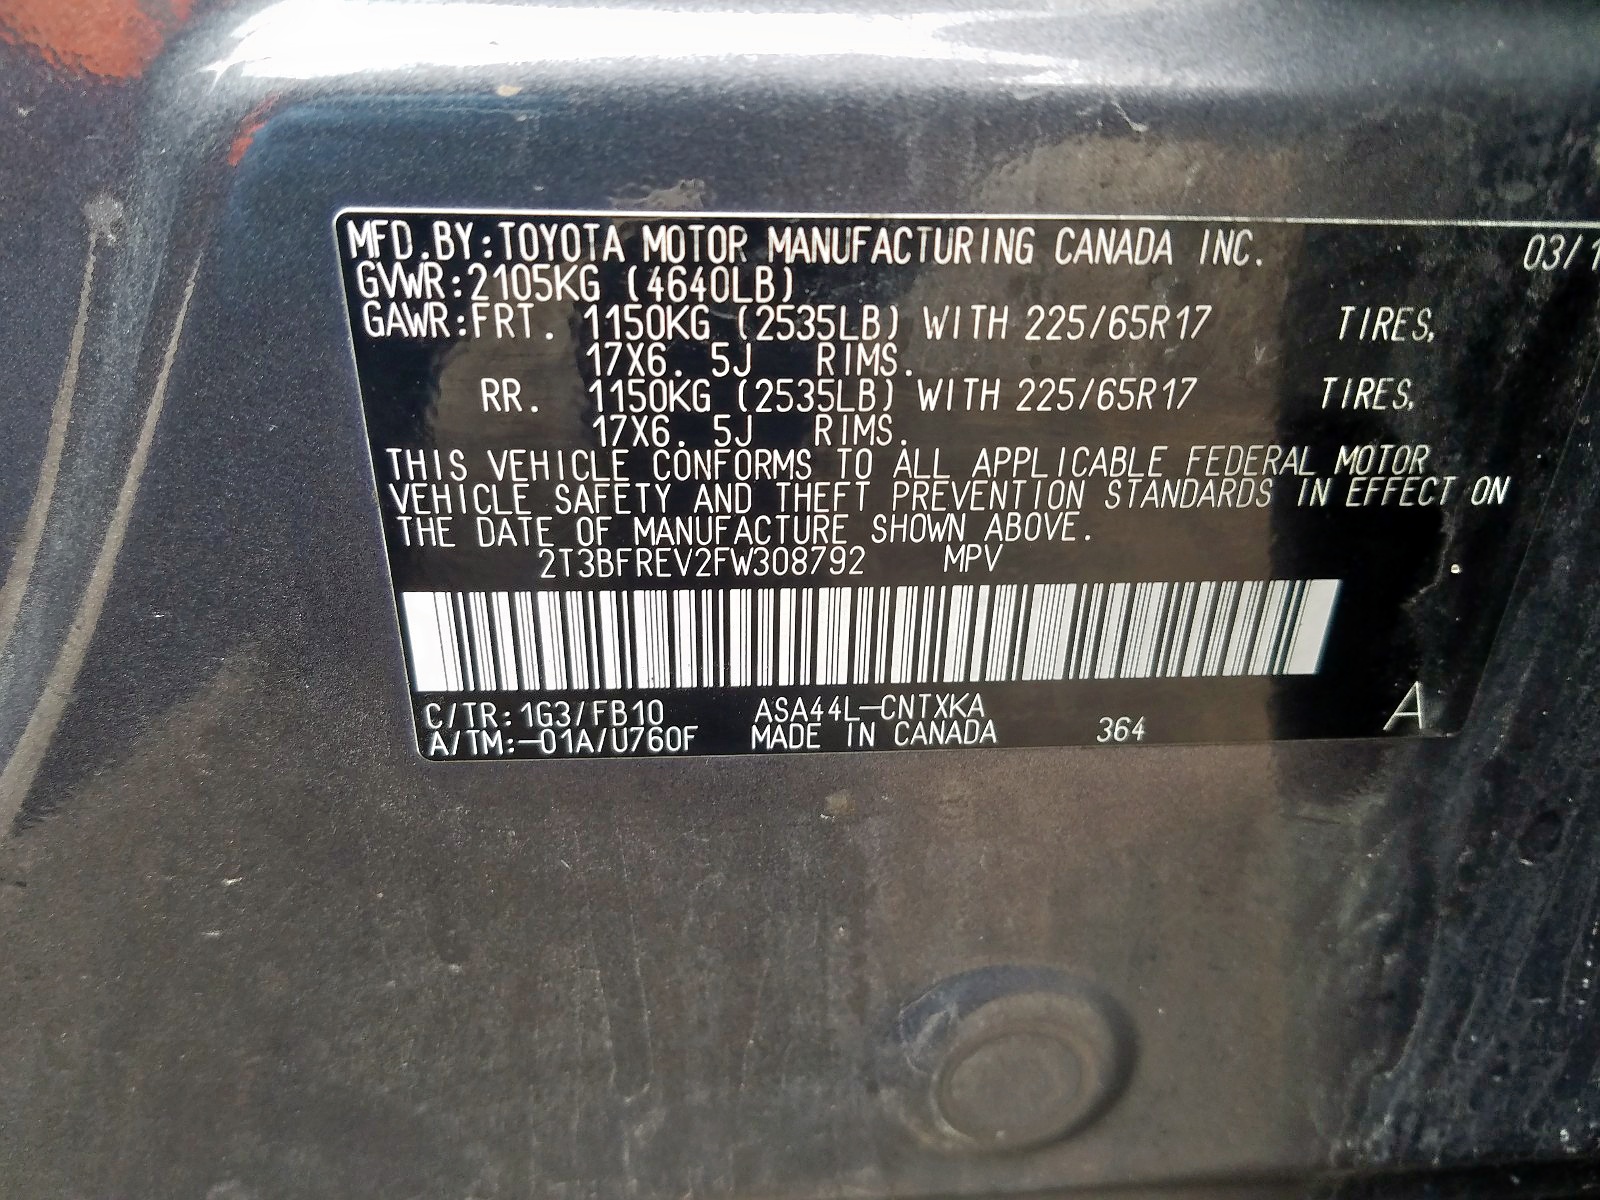 MFD.BY:TOYOTA MOTOR MANUFACTURING CANADA INC. 03/1
GVWR:2105KG (4640LB)
GAWR:FRT. 1150KG (2535LB) WITH 225/65R17 TIRES,
17X6.5J RIMS.
RR. 1150KG (2535LB) WITH 225/65R17 TIRES,
17X6.5J RIMS.
THIS VEHICLE CONFORMS TO ALL APPLICABLE FEDERAL MOTOR
VEHICLE SAFETY AND THEFT PREVENTION STANDARDS IN EFFECT ON
THE DATE OF MANUFACTURE SHOWN ABOVE.
2T3BFREV2FW308792 MPV
C/TR:1G3/FB10 ASA44L-CNTXKA
A/TM:-01A/U760F MADE IN CANADA 364 A